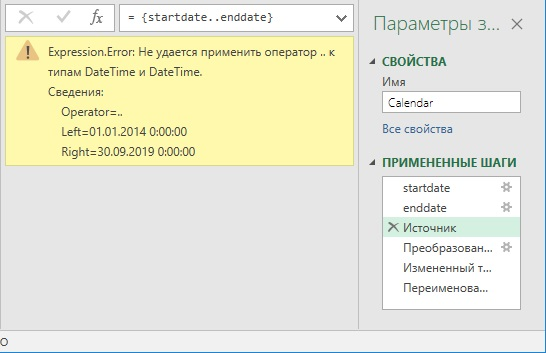 = {startdate..enddate}
Expression.Error: Не удается применить оператор .. к
типам DateTime и DateTime.
Сведения:
Operator=..
Left=01.01.2014 0:00:00
Right=30.09.2019 0:00:00
Параметры з...
СВОЙСТВА
Имя
Calendar
Все свойства
ПРИМЕНЕННЫЕ ШАГИ
startdate
enddate
Источник
Преобразован...
Измененный т...
Переименова...
О